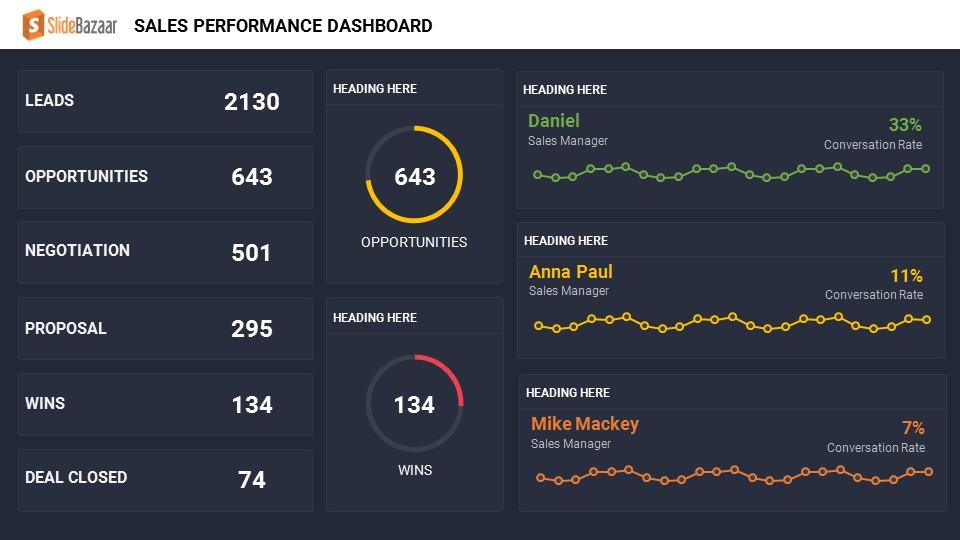 SlideBazaar
SALES PERFORMANCE DASHBOARD
LEADS 2130
OPPORTUNITIES 643
NEGOTIATION 501
PROPOSAL 295
WINS 134
DEAL CLOSED 74
HEADING HERE
643
OPPORTUNITIES
HEADING HERE
134
WINS
HEADING HERE
Daniel 33%
Sales Manager Conversation Rate
HEADING HERE
Anna Paul 11%
Sales Manager Conversation Rate
HEADING HERE
Mike Mackey 7%
Sales Manager Conversation Rate